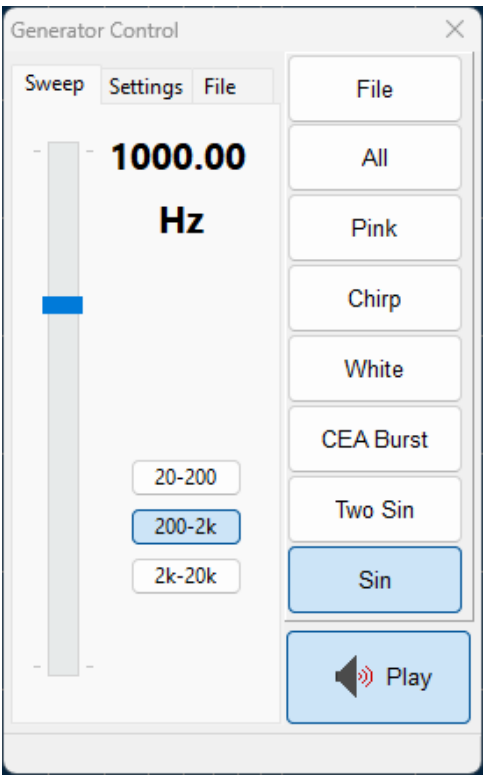 Generator Control
Sweep Settings File
1000.00
Hz
20-200
200-2k
2k-20k
File
All
Pink
Chirp
White
CEA Burst
Two Sin
Sin
Play